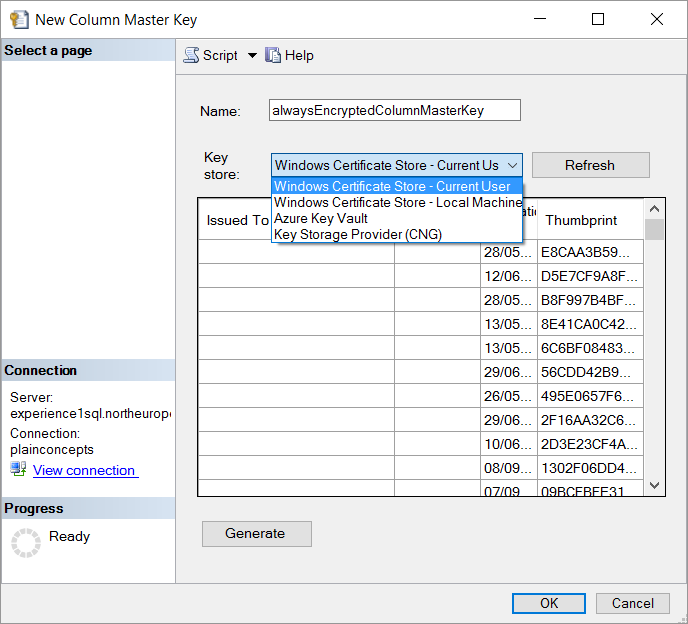 New Column Master Key
Select a page
Script
Help
Name:
alwaysEncryptedColumnMasterKey
Key
store:
Windows Certificate Store - Current Us
Refresh
Windows Certificate Store - Current User
Windows Certificate Store - Local Machine
Azure Key Vault
Key Storage Provider (CNG)
Issued To
Thumbprint
28/05... E8CAA3B59...
12/06... D5E7CF9A8F...
28/05... B8F997B4BF...
13/05... 8E41CA0C42...
13/05... 6C6BF08483...
29/06... 56CDD42B9...
26/05... 495E0657F6...
29/06... 2F16AA32C6...
10/06... 2D3E23CF4A...
08/09... 1302F06DD4...
07/09 09BCFBFE31
Connection
Server:
experience1sql.northeurope
Connection:
plainconcepts
View connection
Progress
Ready
Generate
OK
Cancel